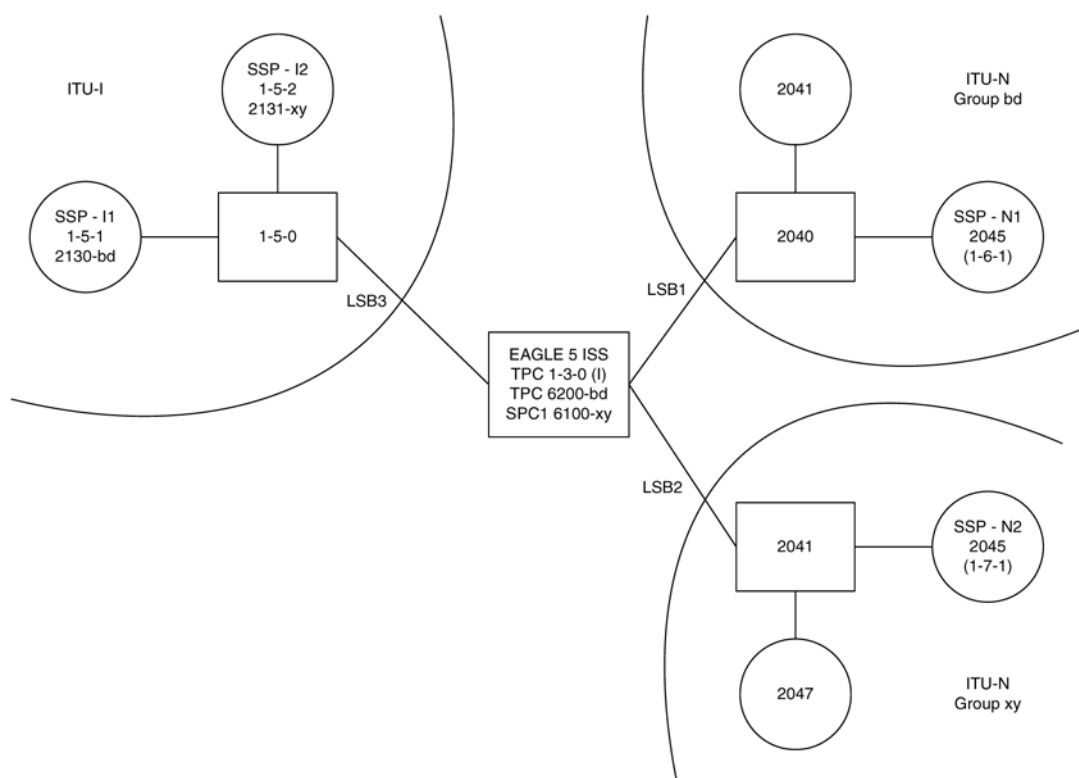 ITU-I
SSP - I2
1-5-2
2131-xy
SSP - I1
1-5-1
2130-bd
1-5-0
LSB3
2041
ITU-N
Group bd
2040
SSP - N1
2045
(1-6-1)
LSB1
EAGLE 5 ISS
TPC 1-3-0 (I)
TPC 6200-bd
SPC1 6100-xy
LSB2
2041
SSP - N2
2045
(1-7-1)
2047
ITU-N
Group xy